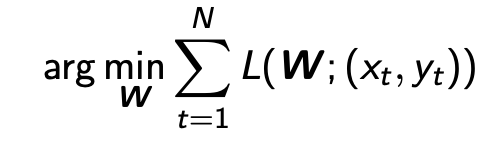 arg min_𝑾 ∑_{t=1}^{N} L(𝑾; (x_t, y_t))